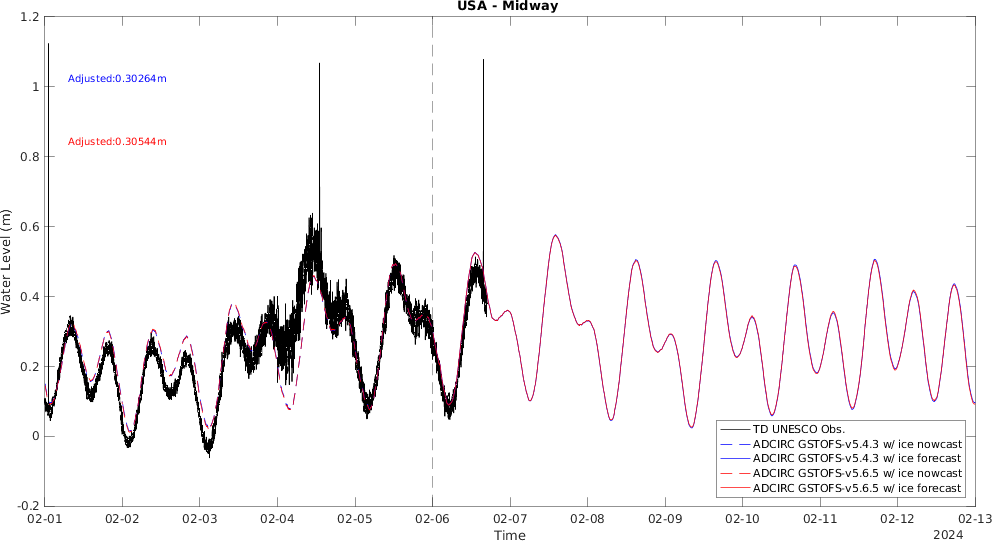 USA - Midway
1.2
1
0.8
0.6
0.4
0.2
0
-0.2
Water Level (m)
Adjusted:0.30264m
Adjusted:0.30544m
TD UNESCO Obs.
ADCIRC GSTOFS-v5.4.3 w/ ice nowcast
ADCIRC GSTOFS-v5.4.3 w/ ice forecast
ADCIRC GSTOFS-v5.6.5 w/ ice nowcast
ADCIRC GSTOFS-v5.6.5 w/ ice forecast
02-01 02-02 02-03 02-04 02-05 02-06 02-07 02-08 02-09 02-10 02-11 02-12 02-13
Time
2024